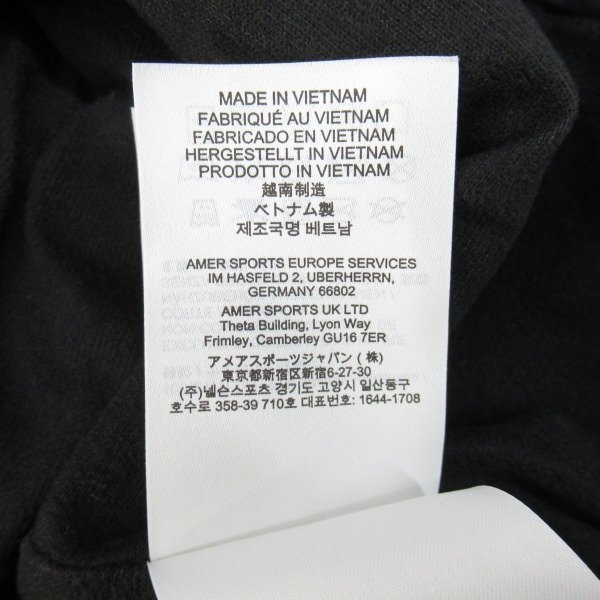 MADE IN VIETNAM
FABRIQUÉ AU VIETNAM
FABRICADO EN VIETNAM
HERGESTELLT IN VIETNAM
PRODOTTO IN VIETNAM
越南制造
ベトナム製
제조국명 베트남
AMER SPORTS EUROPE SERVICES
IM HASFELD 2, UBERHERRN,
GERMANY 66802
AMER SPORTS UK LTD
Theta Building, Lyon Way
Frimley, Camberley GU16 7ER
アメアスポーツジャパン (株)
東京都新宿区新宿6-27-30
(주)넬슨스포츠 경기도 고양시 일산동구
호수로 358-39 710호 대표번호: 1644-1708